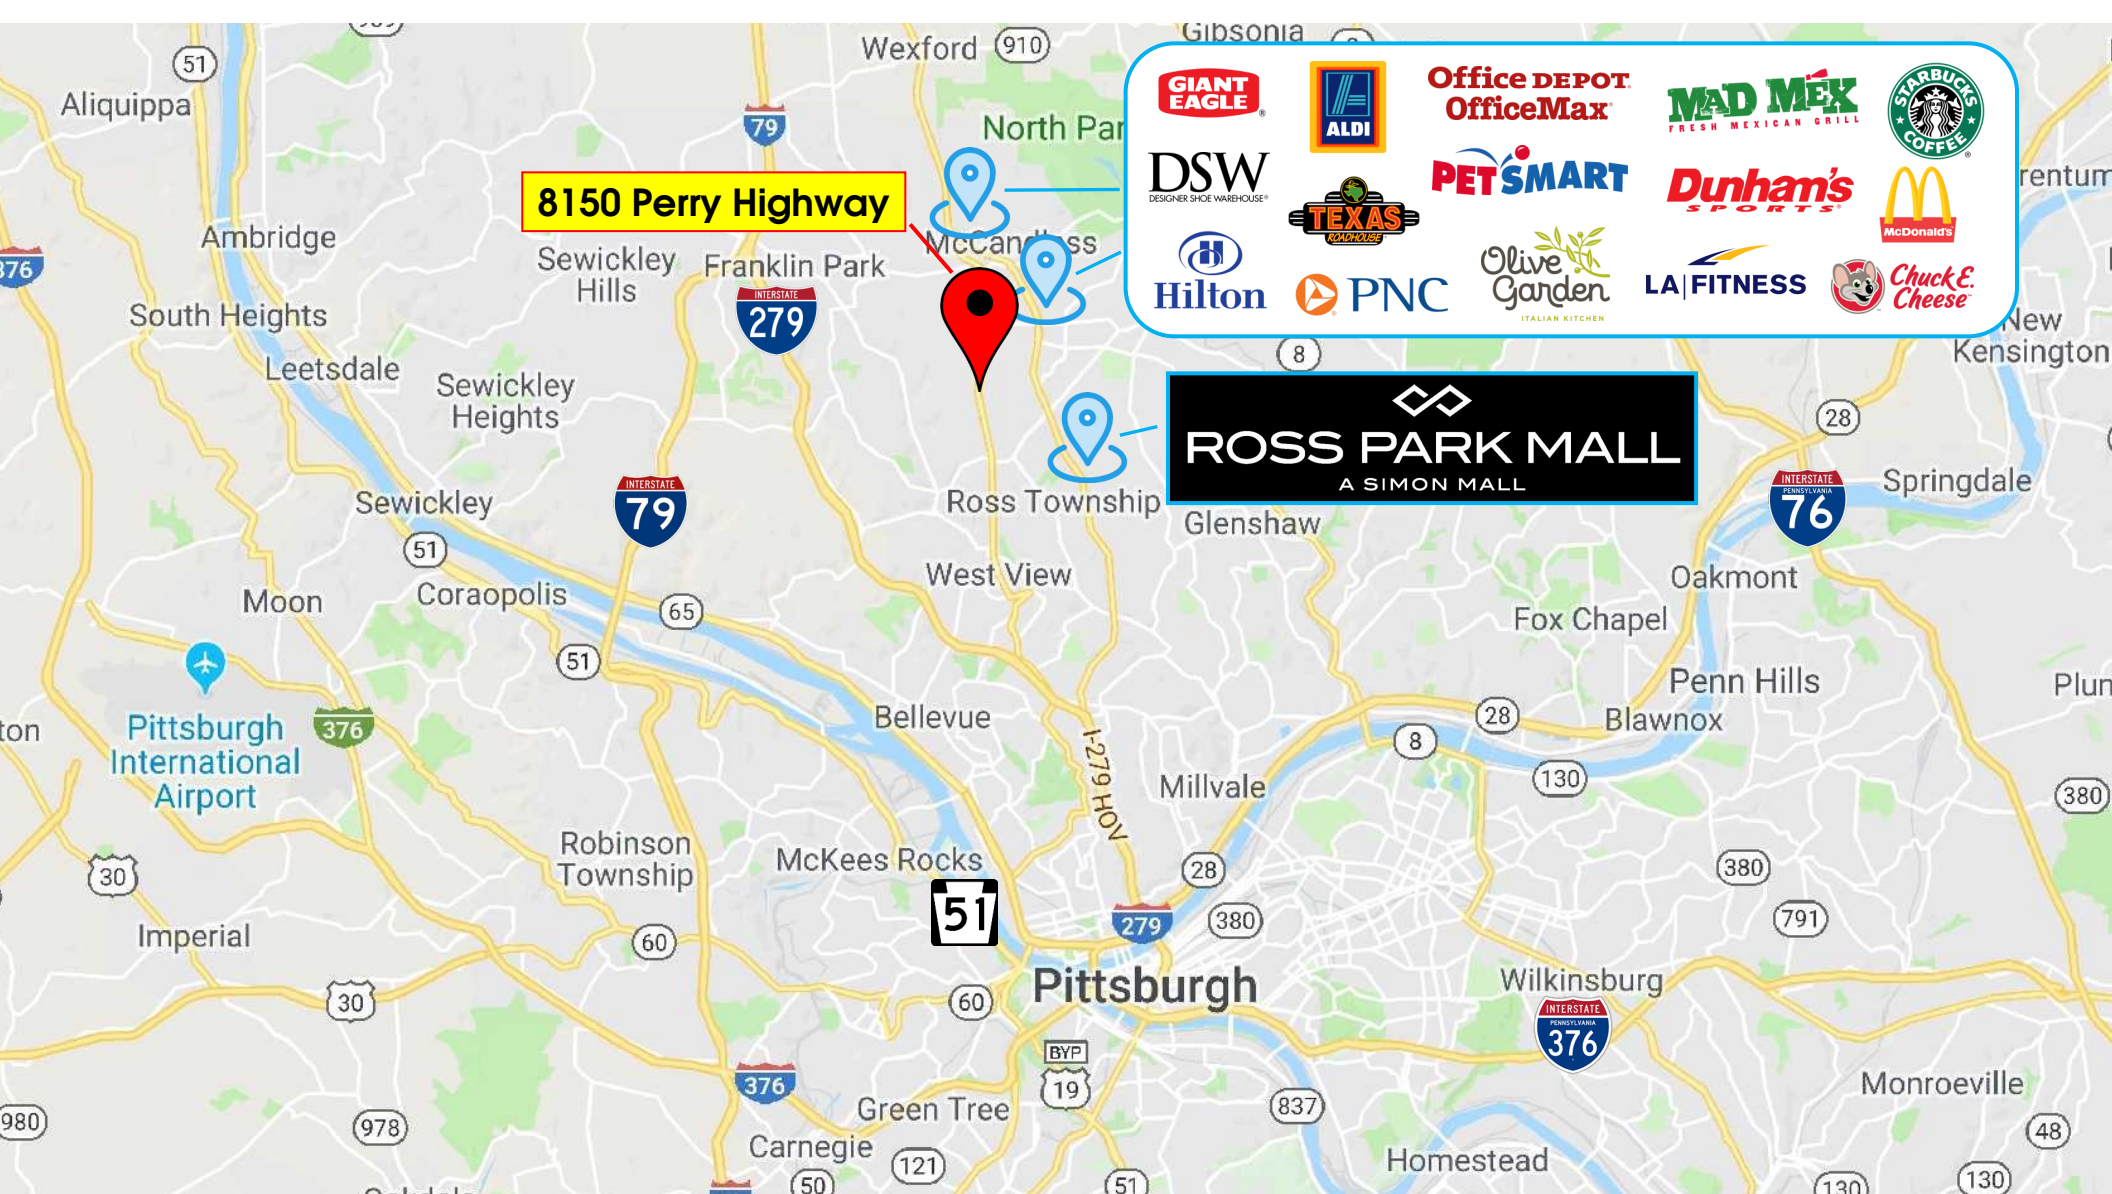 Gibsonia
Wexford
910
51
Aliquippa
79
North Par
GIANT
EAGLE
ALDI
Office DEPOT
OfficeMax
MAD MEX
FRESH MEXICAN GRILL
STARBUCKS
COFFEE
DSW
DESIGNER SHOE WAREHOUSE
TEXAS
ROADHOUSE
PETSMART
Dunham's
SPORTS
McDonald's
Hilton
PNC
Olive
Garden
ITALIAN KITCHEN
LA|FITNESS
Chuck E.
Cheese
rentum
8150 Perry Highway
Ambridge
McCandless
376
Sewickley
Hills
Franklin Park
INTERSTATE
279
South Heights
New
Kensington
8
Leetsdale
Sewickley
Heights
28
ROSS PARK MALL
A SIMON MALL
INTERSTATE
79
Sewickley
Ross Township
Glenshaw
INTERSTATE
PENNSYLVANIA
76
Springdale
51
Coraopolis
Moon
65
West View
Oakmont
Fox Chapel
51
Penn Hills
Plum
Pittsburgh
International
Airport
376
ton
Bellevue
28
Blawnox
8
I-279 HOV
Millvale
130
380
Robinson
Township
McKees Rocks
28
380
30
51
279
380
791
Imperial
60
Pittsburgh
Wilkinsburg
30
60
INTERSTATE
PENNSYLVANIA
376
BYP
19
376
Green Tree
837
Monroeville
980
978
Carnegie
121
48
Homestead
50
51
130
130